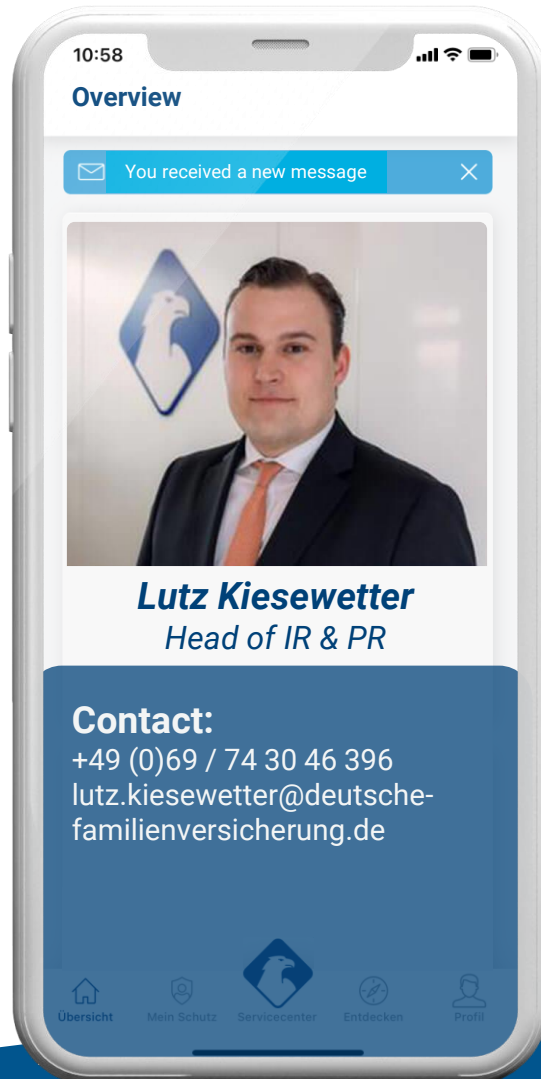 10:58
Overview
You received a new message
Lutz Kiesewetter
Head of IR & PR
Contact:
+49 (0)69 / 74 30 46 396
lutz.kiesewetter@deutsche-
familienversicherung.de
Übersicht Mein Schutz Servicecenter Entdecken Profil